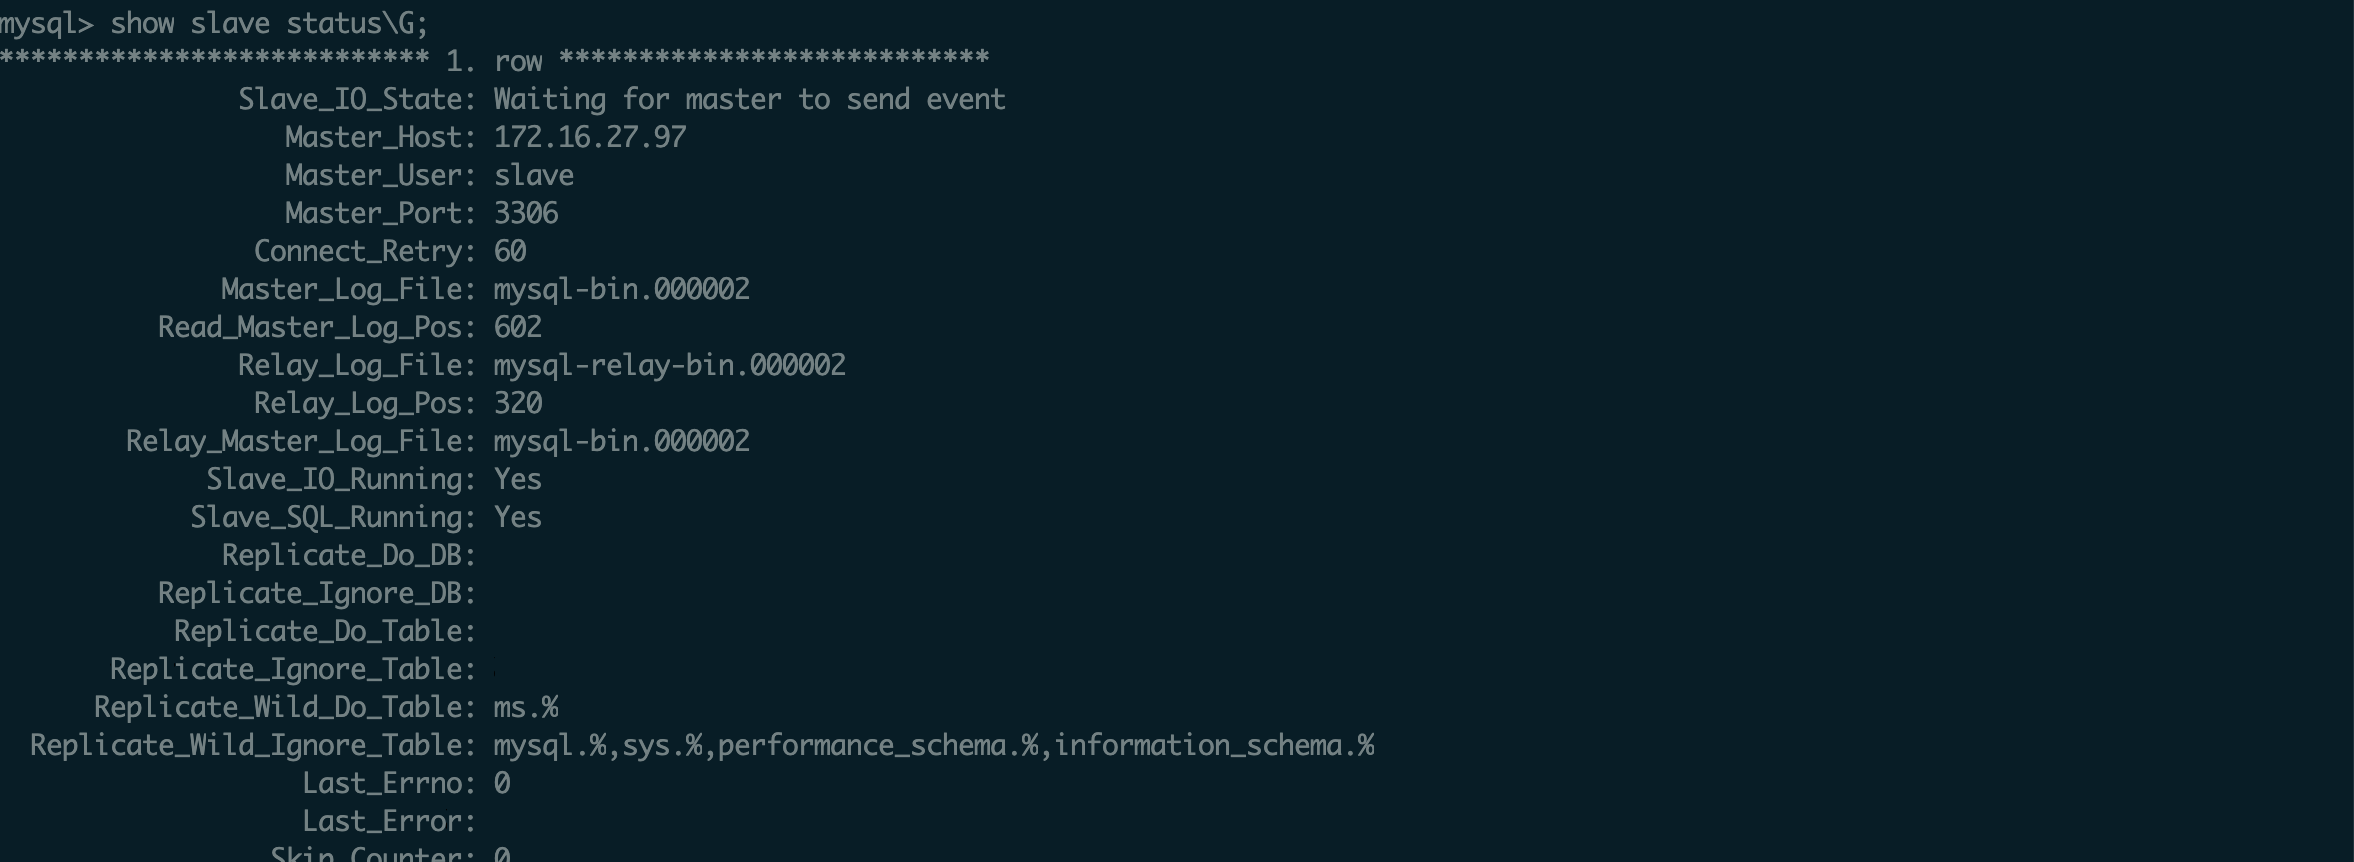 mysql> show slave status\G;
*************************** 1. row ***************************
Slave_IO_State: Waiting for master to send event
Master_Host: 172.16.27.97
Master_User: slave
Master_Port: 3306
Connect_Retry: 60
Master_Log_File: mysql-bin.000002
Read_Master_Log_Pos: 602
Relay_Log_File: mysql-relay-bin.000002
Relay_Log_Pos: 320
Relay_Master_Log_File: mysql-bin.000002
Slave_IO_Running: Yes
Slave_SQL_Running: Yes
Replicate_Do_DB:
Replicate_Ignore_DB:
Replicate_Do_Table:
Replicate_Ignore_Table:
Replicate_Wild_Do_Table: ms.%
Replicate_Wild_Ignore_Table: mysql.%,sys.%,performance_schema.%,information_schema.%
Last_Errno: 0
Last_Error:
Skip_Counter: 0